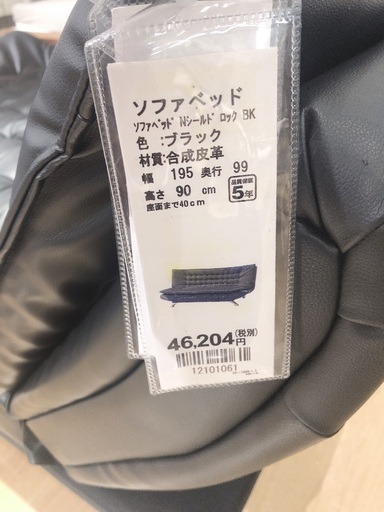 ソファベッド
ソファベッド Nシールド ロック BK
色 :ブラック
材質:合成皮革
幅 195 奥行 99
高さ 90 cm
座面まで40cm
品質保証
5年
46,204円(税別)
12101061